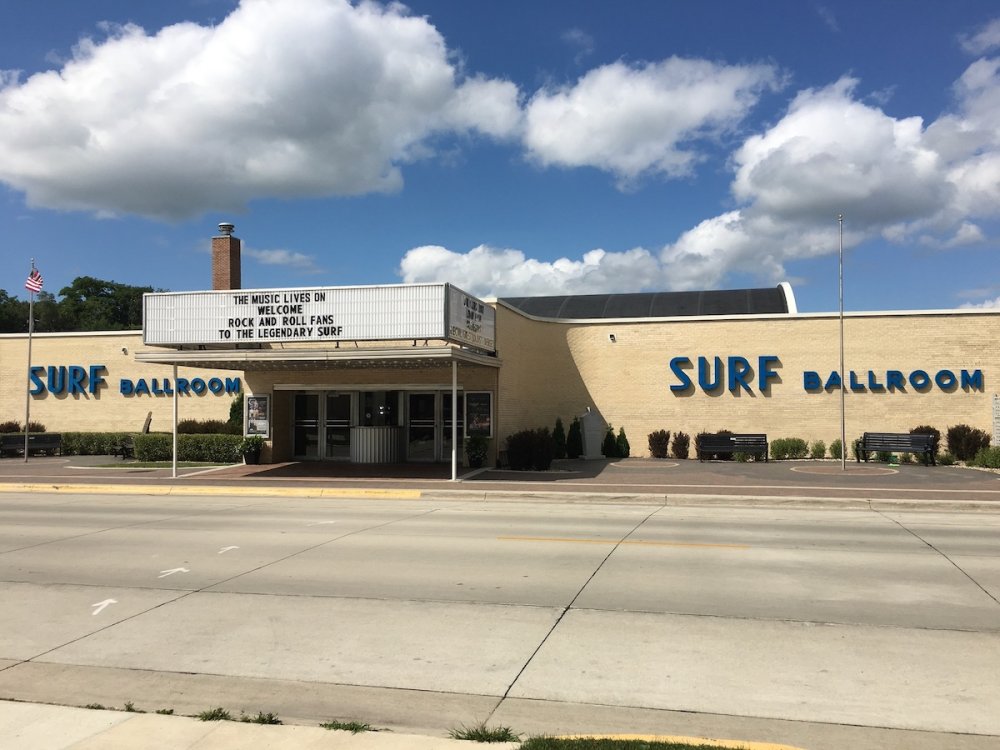 THE MUSIC LIVES ON
WELCOME
ROCK AND ROLL FANS
TO THE LEGENDARY SURF
SURF BALLROOM
SURF BALLROOM